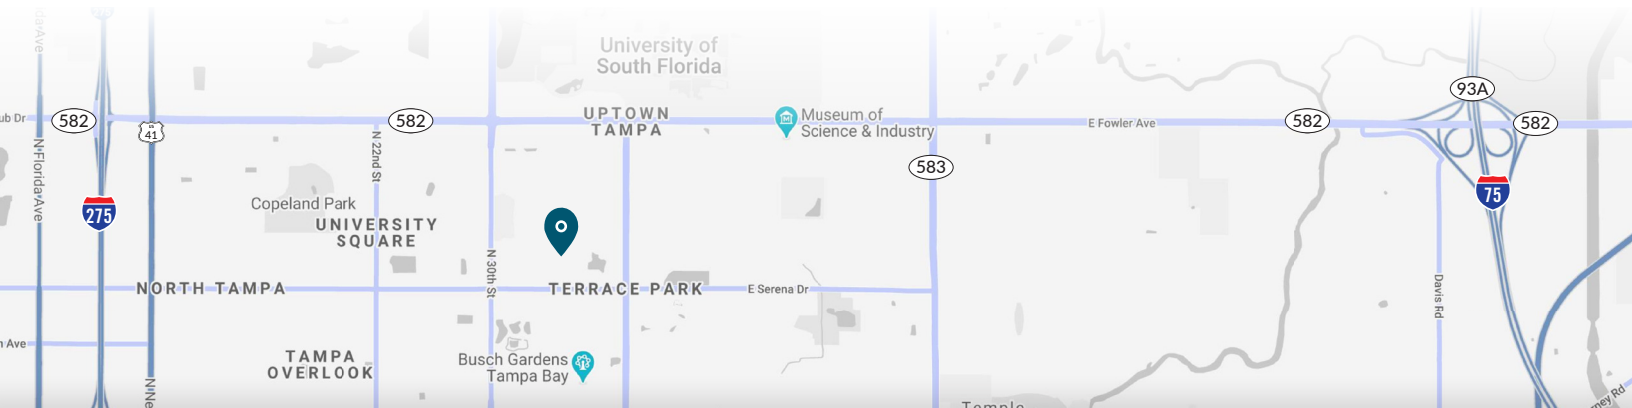 University of
South Florida
93A
582
582
UPTOWN
TAMPA
Museum of
Science & Industry
E Fowler Ave
582
582
US
41
N Florida Ave
N 22nd St
583
75
275
Copeland Park
UNIVERSITY
SQUARE
N 30th St
NORTH TAMPA
TERRACE PARK
E Serena Dr
Davis Rd
Ave
TAMPA
OVERLOOK
Busch Gardens
Tampa Bay